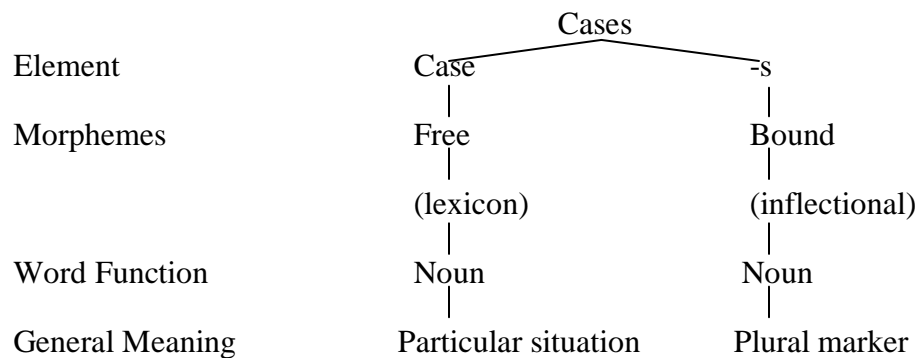 Cases
Element Case -s
Morphemes Free Bound
(lexicon) (inflectional)
Word Function Noun Noun
General Meaning Particular situation Plural marker